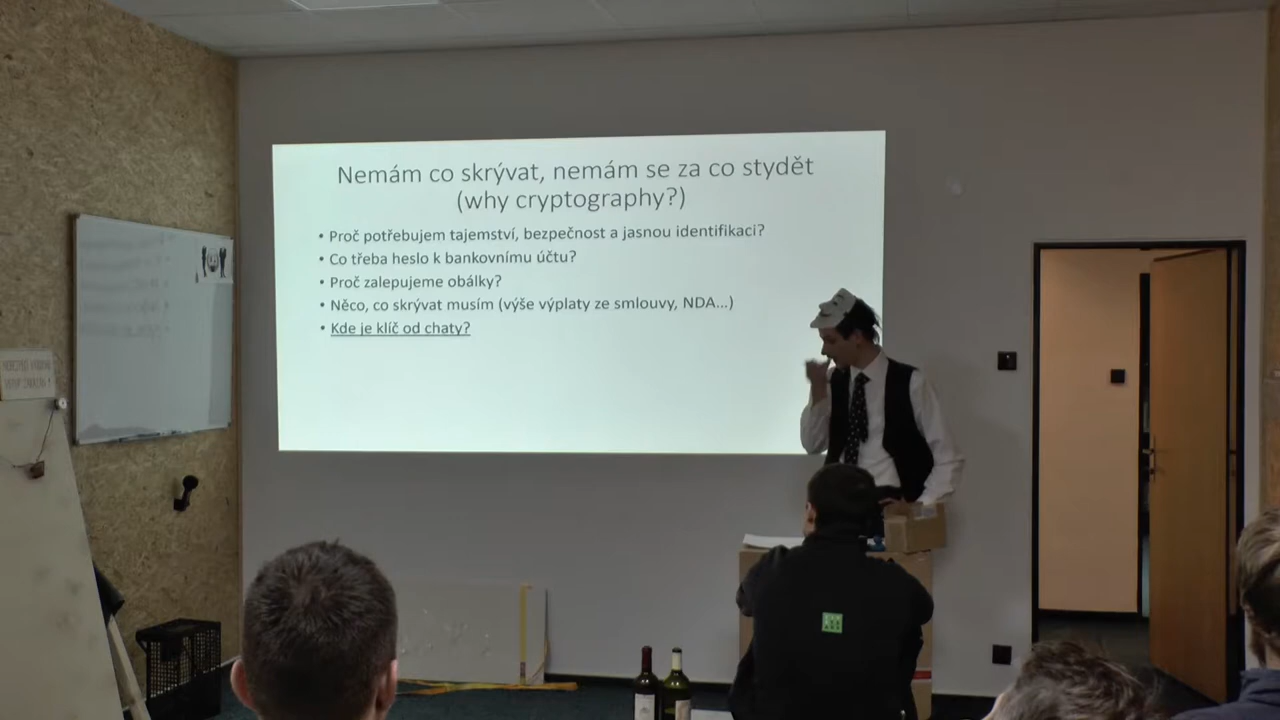 Nemám co skrývat, nemám se za co stydět
(why cryptography?)
• Proč potřebujem tajemství, bezpečnost a jasnou identifikaci?
• Co třeba heslo k bankovnímu účtu?
• Proč zalepujeme obálky?
• Něco, co skrývat musím (výše výplaty ze smlouvy, NDA...)
• Kde je klíč od chaty?